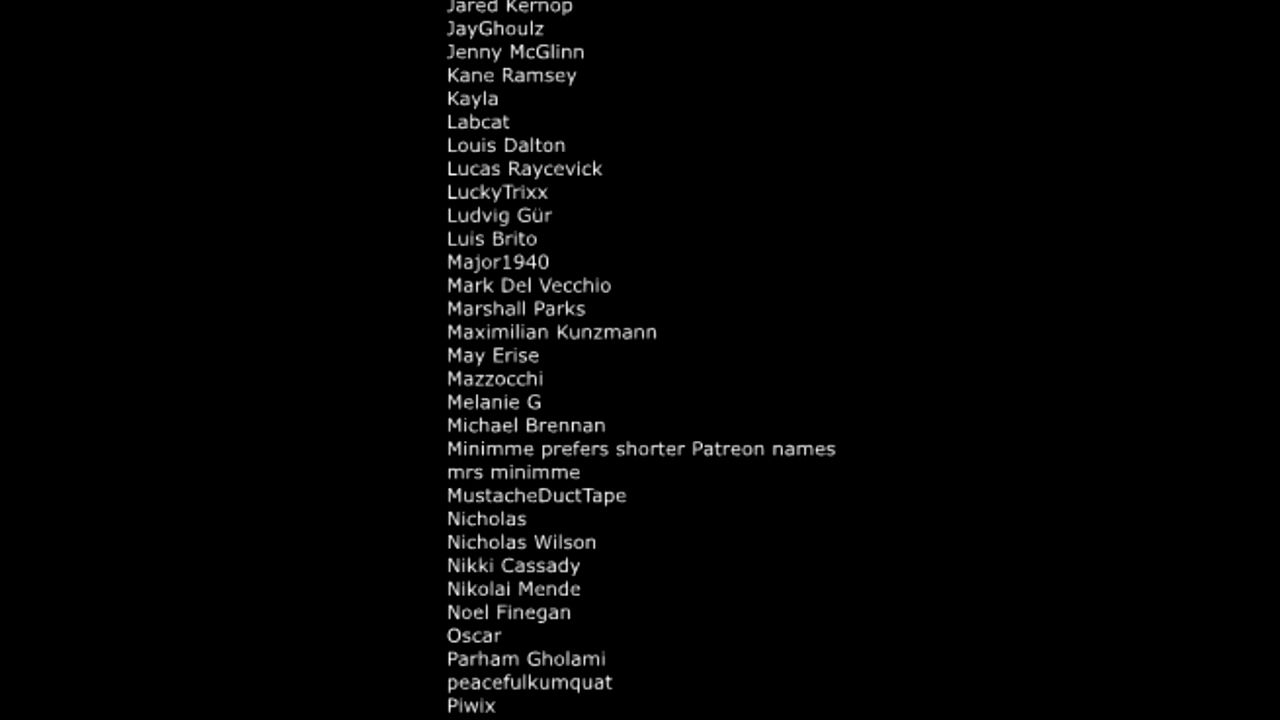 Jared Kernop
JayGhoulz
Jenny McGlinn
Kane Ramsey
Kayla
Labcat
Louis Dalton
Lucas Raycevick
LuckyTrixx
Ludvig Gür
Luis Brito
Major1940
Mark Del Vecchio
Marshall Parks
Maximilian Kunzmann
May Erise
Mazzocchi
Melanie G
Michael Brennan
Minimme prefers shorter Patreon names
mrs minimme
MustacheDuctTape
Nicholas
Nicholas Wilson
Nikki Cassady
Nikolai Mende
Noel Finegan
Oscar
Parham Gholami
peacefulkumquat
Piwix